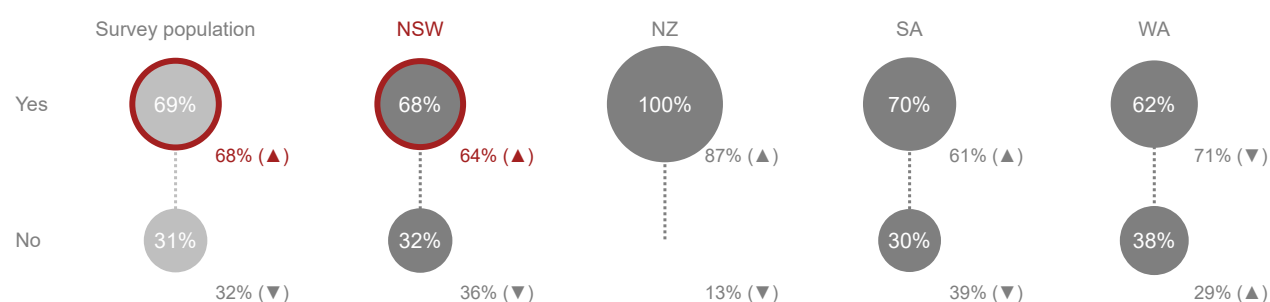 Survey population NSW NZ SA WA
Yes 69% 68% 100% 70% 62%
68% (▲) 64% (▲) 87% (▲) 61% (▲) 71% (▼)
No 31% 32% 30% 38%
32% (▼) 36% (▼) 13% (▼) 39% (▼) 29% (▲)